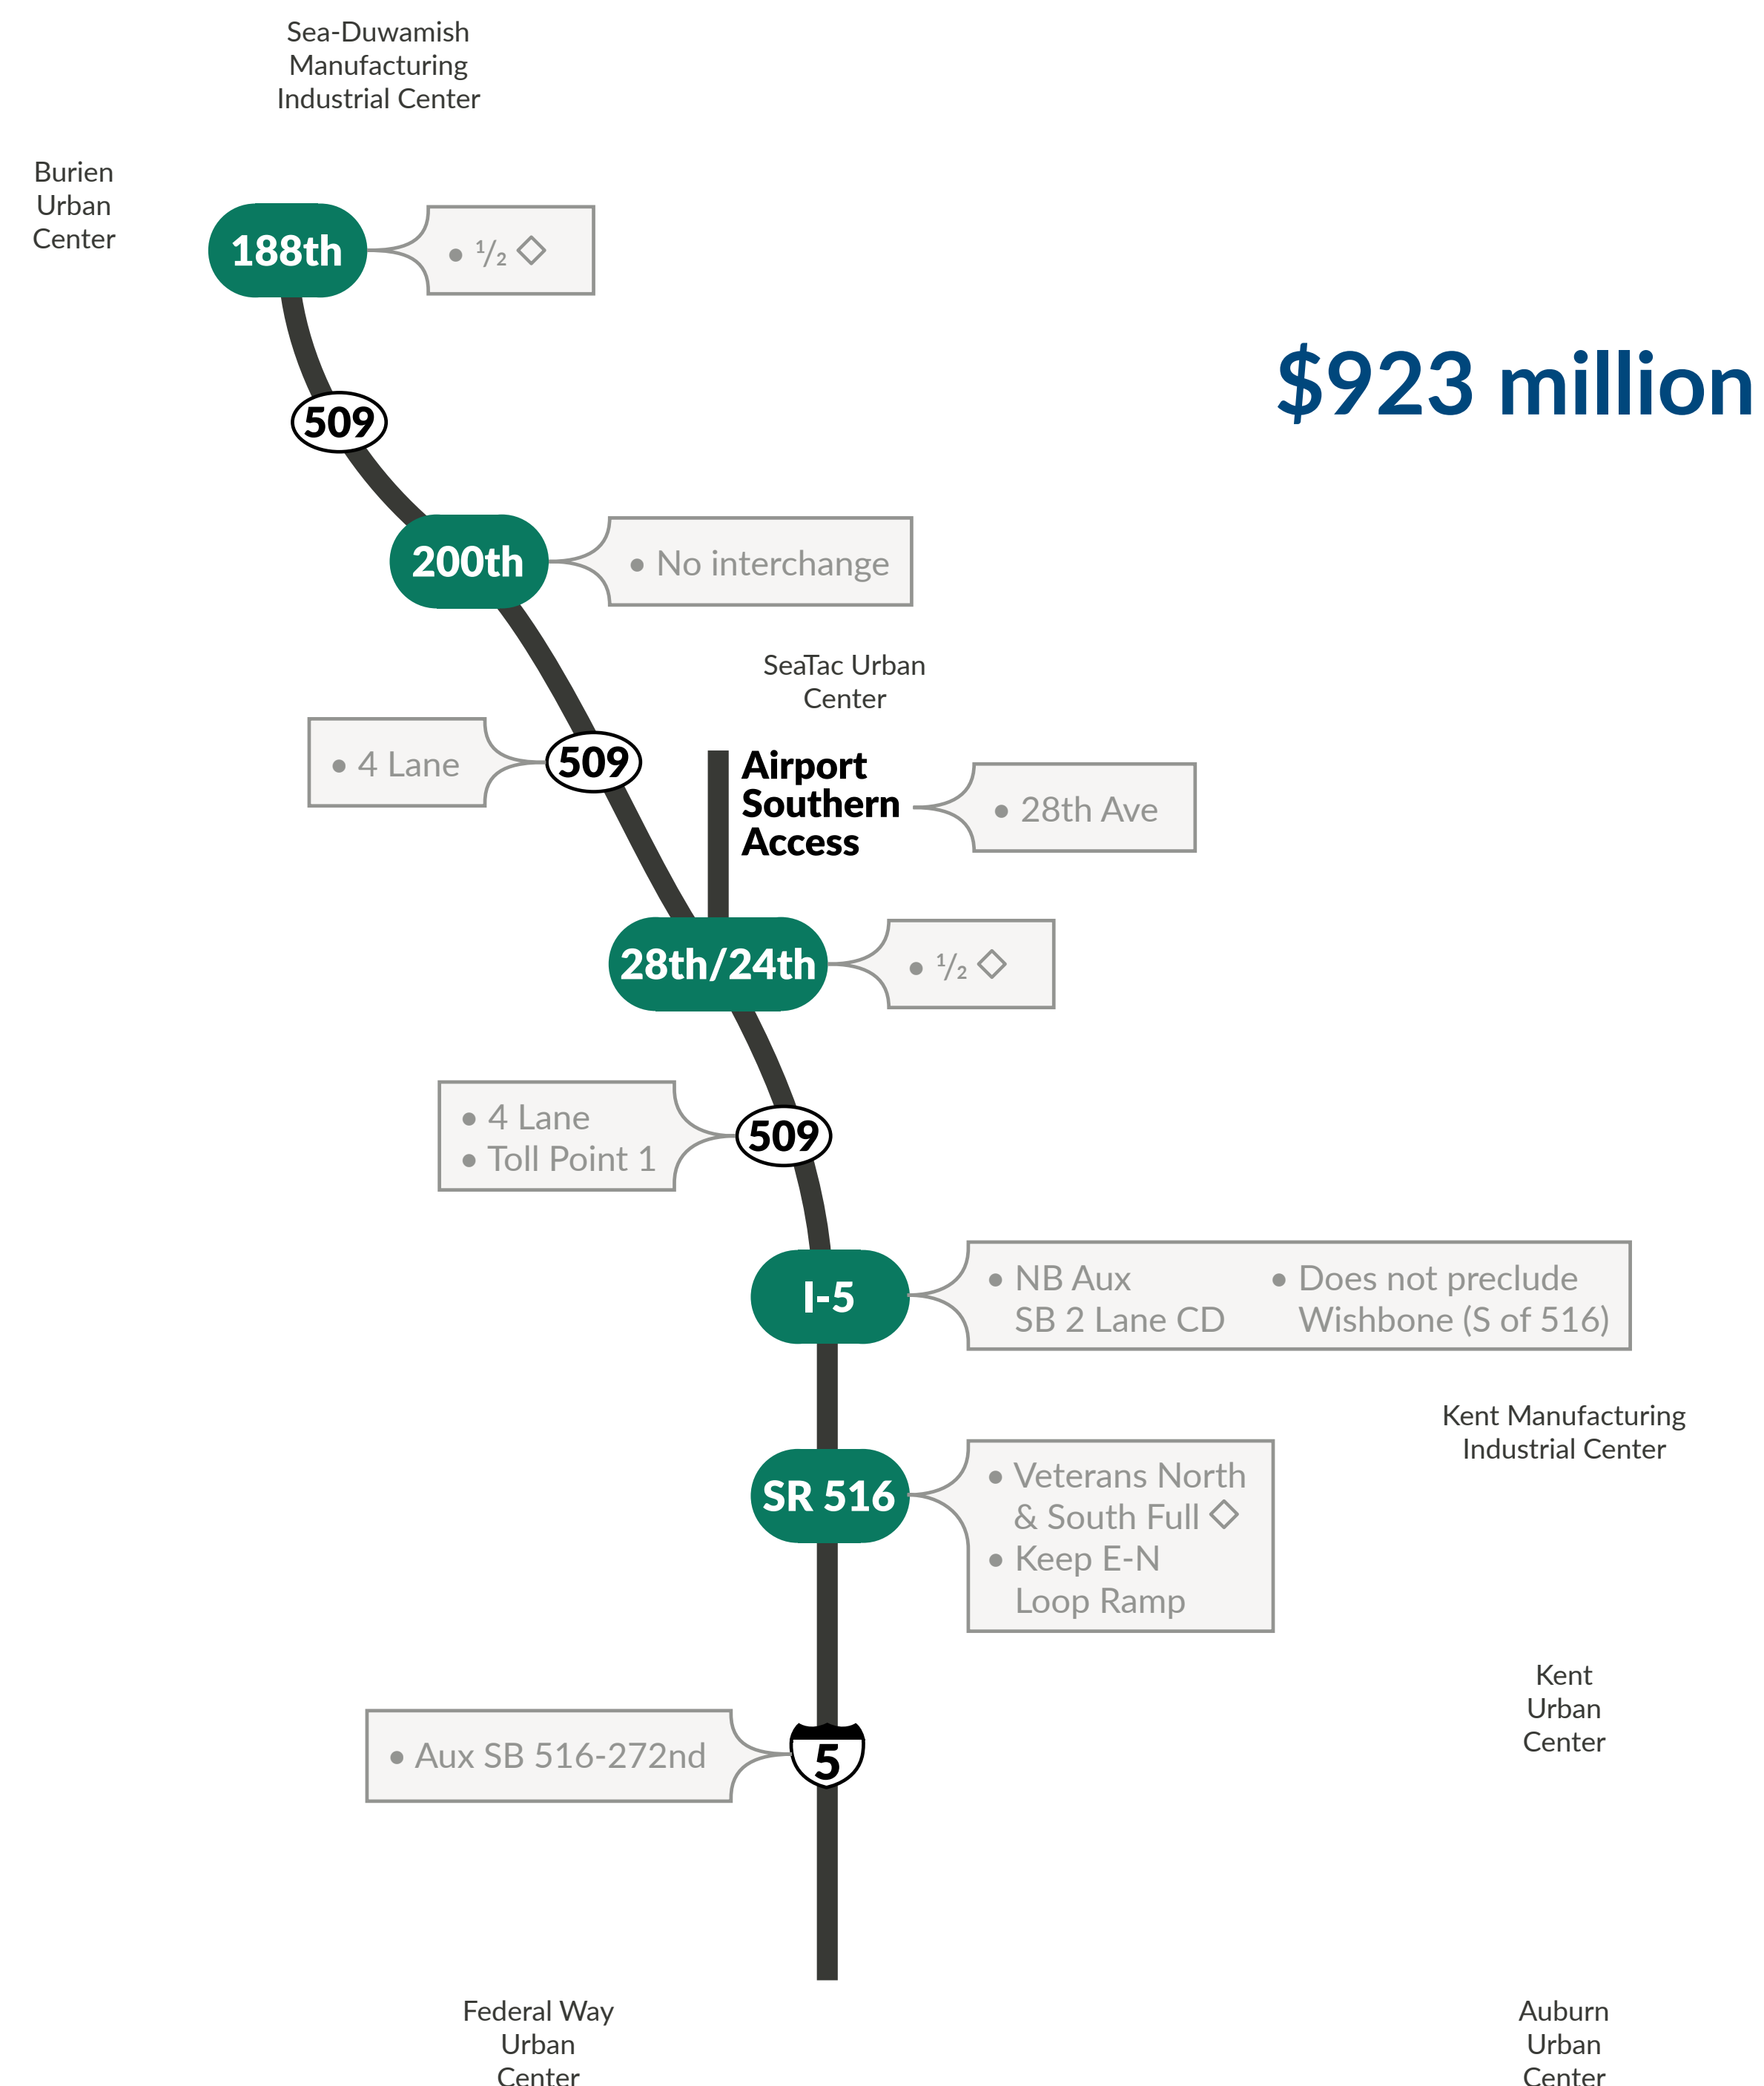 Sea-Duwamish
Manufacturing
Industrial Center
Burien
Urban
Center
188th
• 1/2 ◇
$923 million
509
200th
• No interchange
SeaTac Urban
Center
• 4 Lane
509
Airport
Southern
Access
• 28th Ave
28th/24th
• 1/2 ◇
• 4 Lane
• Toll Point 1
509
I-5
• NB Aux
SB 2 Lane CD
• Does not preclude
Wishbone (S of 516)
Kent Manufacturing
Industrial Center
SR 516
• Veterans North
& South Full ◇
• Keep E-N
Loop Ramp
Kent
Urban
Center
• Aux SB 516-272nd
5
Federal Way
Urban
Center
Auburn
Urban
Center